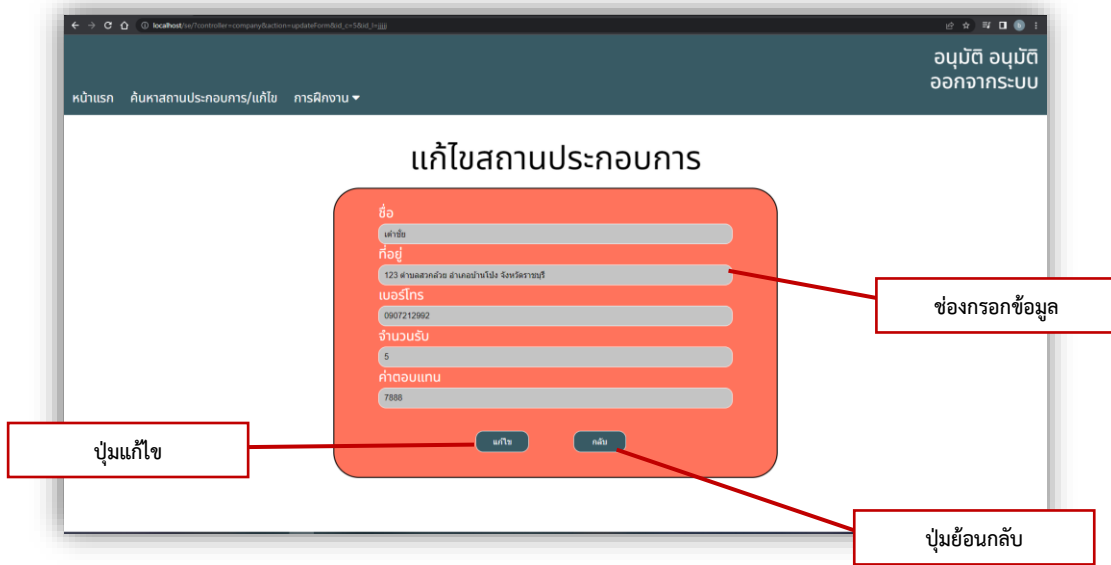 localhost/se/?controller=company&action=updateForm&id_c=5&id_l=jjjjj
อนุมัติ อนุมัติ
ออกจากระบบ
หน้าแรก ค้นหาสถานประกอบการ/แก้ไข การฝึกงาน
แก้ไขสถานประกอบการ
ชื่อ
เค้าชัย
ที่อยู่
123 ตำบลสวกล้วย อำเภอบ้านโป่ง จังหวัดราชบุรี
ช่องกรอกข้อมูล
เบอร์โทร
0907212992
จำนวนรับ
5
ค่าตอบแทน
7888
ปุ่มแก้ไข
แก้ไข กลับ
ปุ่มย้อนกลับ